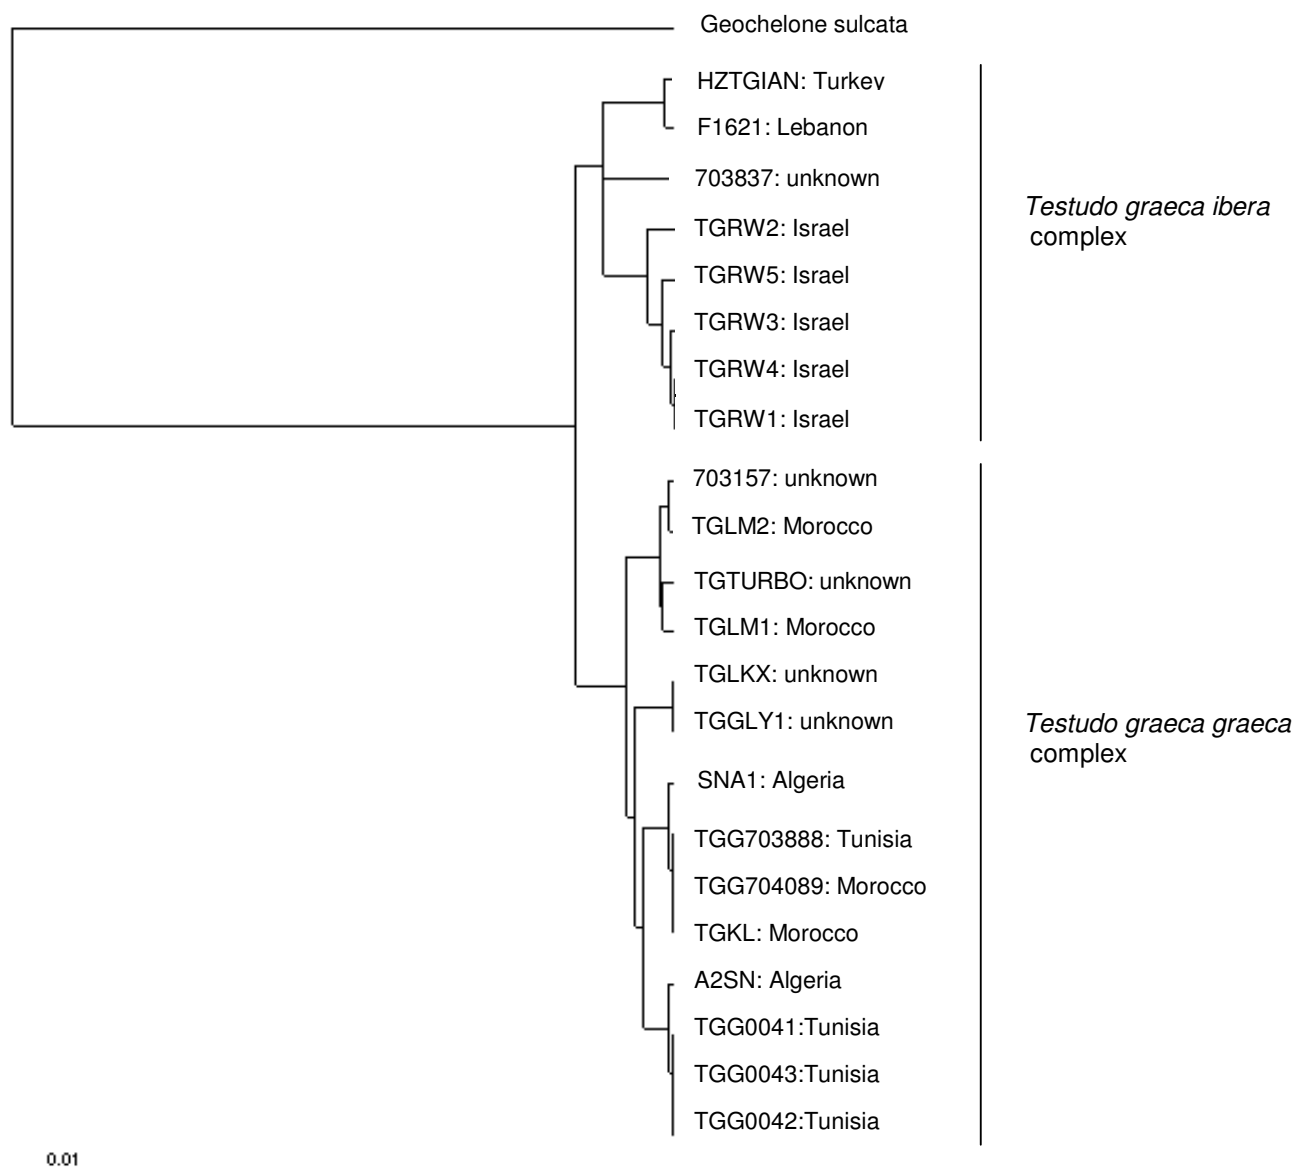 Geochelone sulcata
HZTGIAN: Turkev
F1621: Lebanon
703837: unknown
Testudo graeca ibera
complex
TGRW2: Israel
TGRW5: Israel
TGRW3: Israel
TGRW4: Israel
TGRW1: Israel
703157: unknown
TGLM2: Morocco
TGTURBO: unknown
TGLM1: Morocco
TGLKX: unknown
TGGLY1: unknown
Testudo graeca graeca
complex
SNA1: Algeria
TGG703888: Tunisia
TGG704089: Morocco
TGKL: Morocco
A2SN: Algeria
TGG0041:Tunisia
TGG0043:Tunisia
TGG0042:Tunisia
0.01